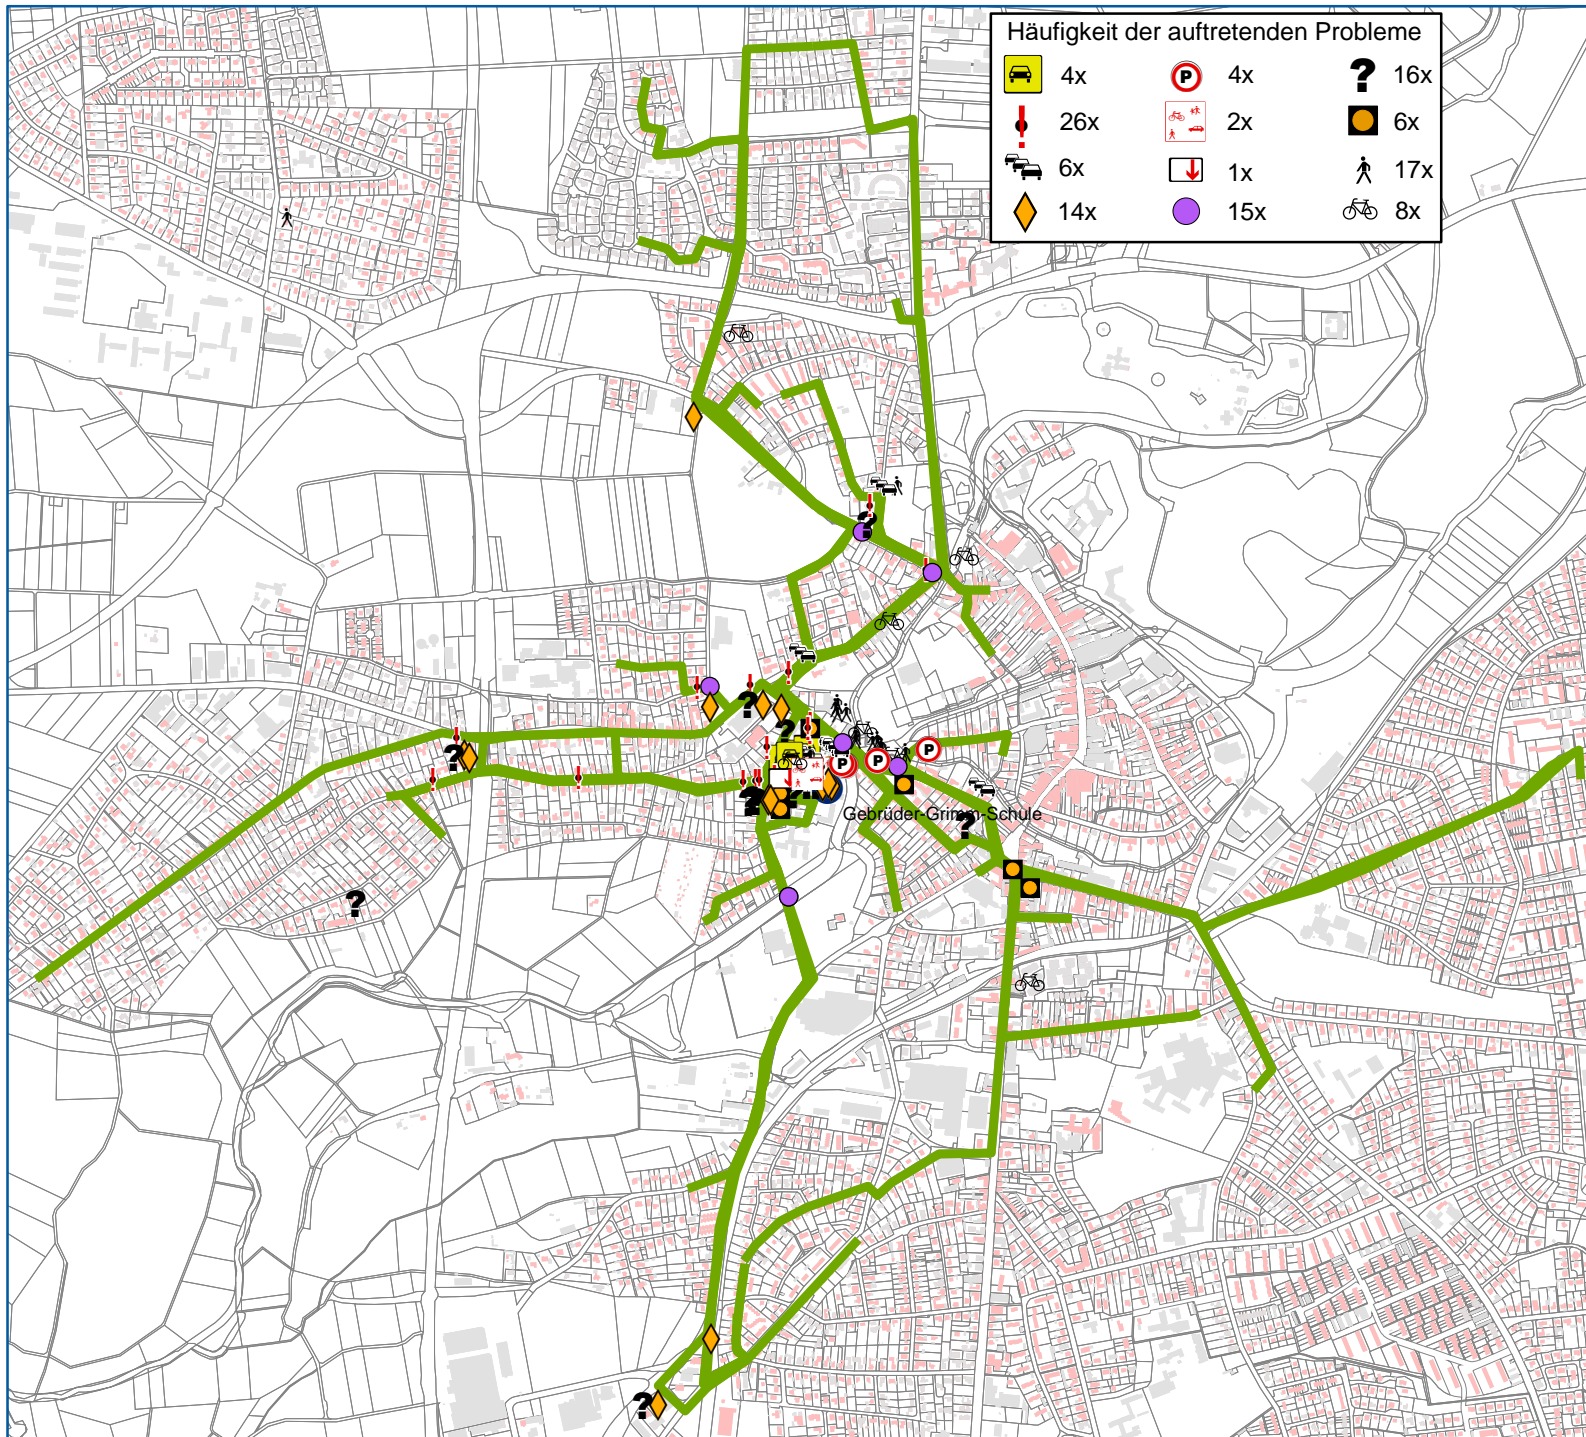 Häufigkeit der auftretenden Probleme
4x P 4x ? 16x
26x 2x 6x
6x 1x 17x
14x 15x 8x
?
?
?
?
P
P
P
?
?
Gebrüder-Grimm-Schule
?
?
?